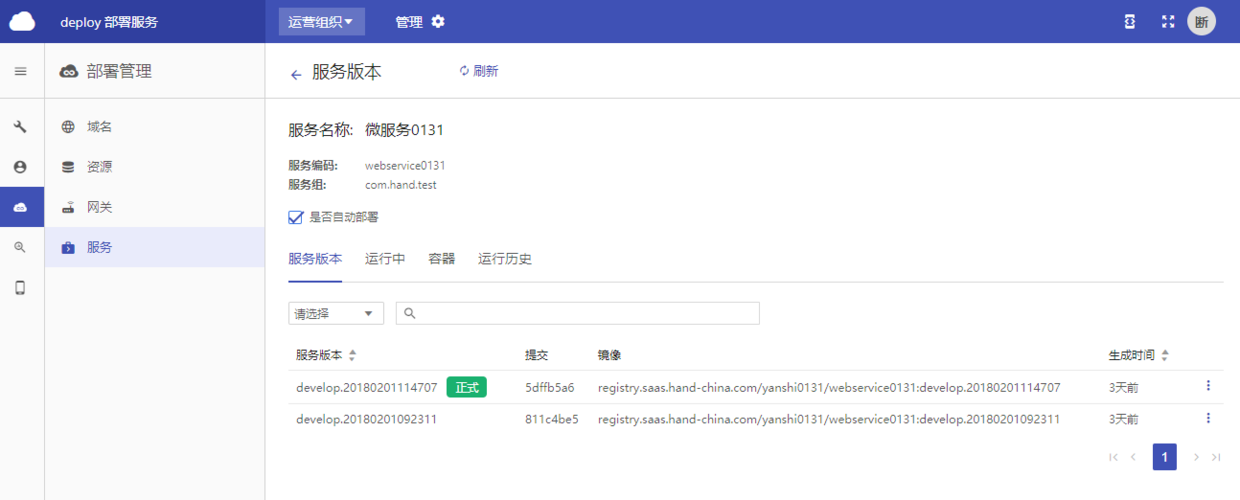 deploy 部署服务
运营组织
管理
断
部署管理
服务版本
刷新
域名
资源
网关
服务
服务名称: 微服务0131
服务编码: webservice0131
服务组: com.hand.test
是否自动部署
服务版本 运行中 容器 运行历史
请选择
服务版本 提交 镜像 生成时间
develop.20180201114707 正式 5dffb5a6 registry.saas.hand-china.com/yanshi0131/webservice0131:develop.20180201114707 3天前
develop.20180201092311 811c4be5 registry.saas.hand-china.com/yanshi0131/webservice0131:develop.20180201092311 3天前
1